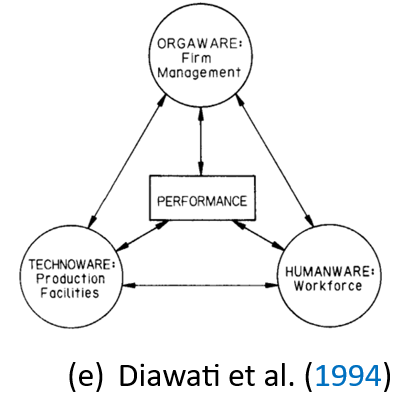 ORGAWARE:
Firm
Management
PERFORMANCE
TECHNOWARE:
Production
Facilities
HUMANWARE:
Workforce
(e) Diawati et al. (1994)